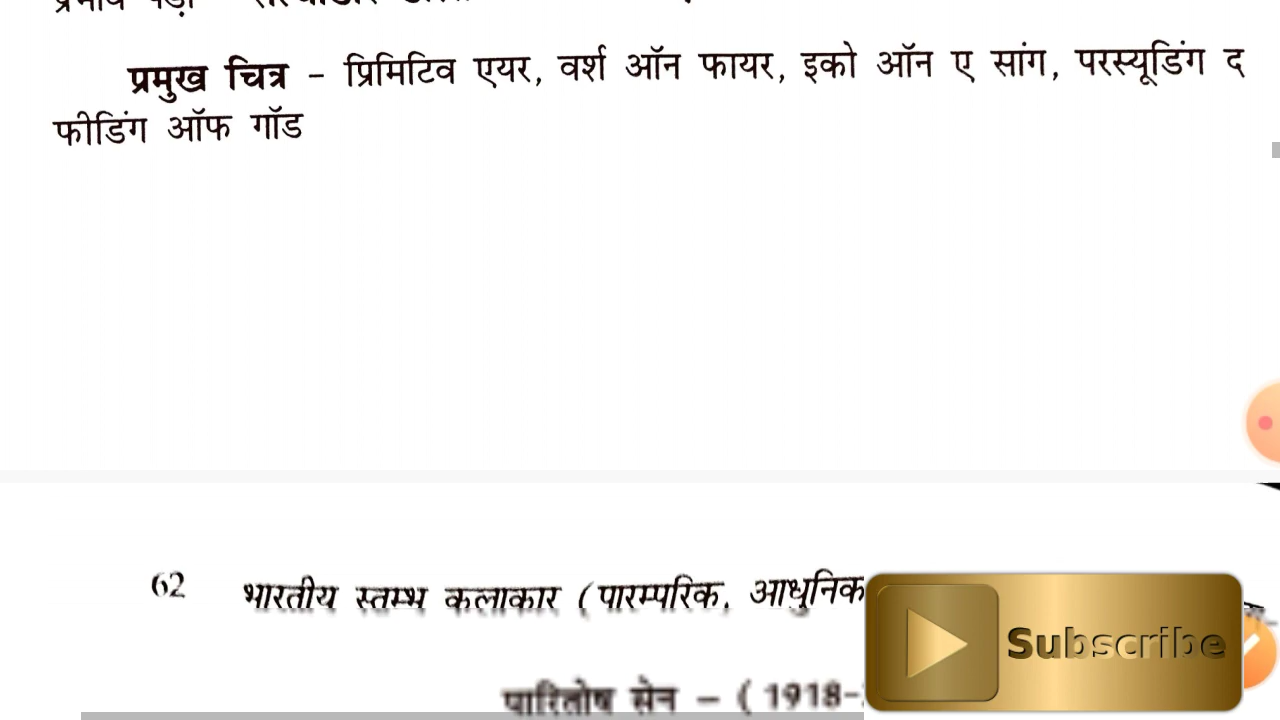 प्रमुख चित्र – प्रिमिटिव एयर, वर्श ऑन फायर, इको ऑन ए सांग, परस्यूडिंग द
फीडिंग ऑफ गॉड
62 भारतीय स्तम्भ कलाकार (पारम्परिक, आधुनिक
Subscribe
पारितोष सेन – ( 1918-